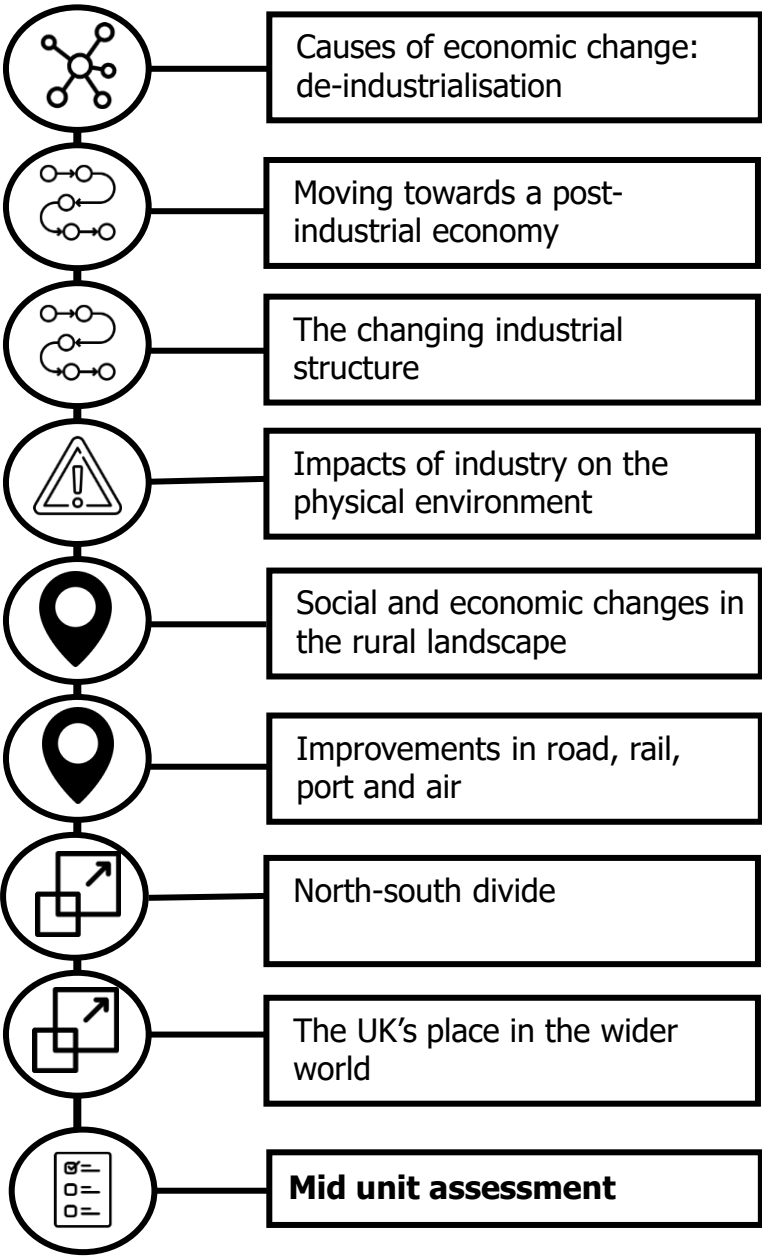 Causes of economic change:
de-industrialisation
Moving towards a post-
industrial economy
The changing industrial
structure
Impacts of industry on the
physical environment
Social and economic changes in
the rural landscape
Improvements in road, rail,
port and air
North-south divide
The UK’s place in the wider
world
Mid unit assessment